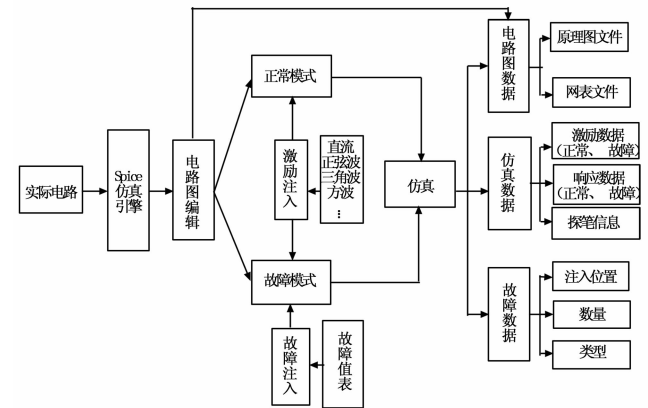 实际电路
Spice
仿真
引擎
电路图编辑
正常模式
激励注入
直流
正弦波
三角波
方波
...
故障模式
故障注入
故障值表
仿真
电路图数据
原理图文件
网表文件
仿真数据
激励数据
(正常、故障)
响应数据
(正常、故障)
探笔信息
故障数据
注入位置
数量
类型